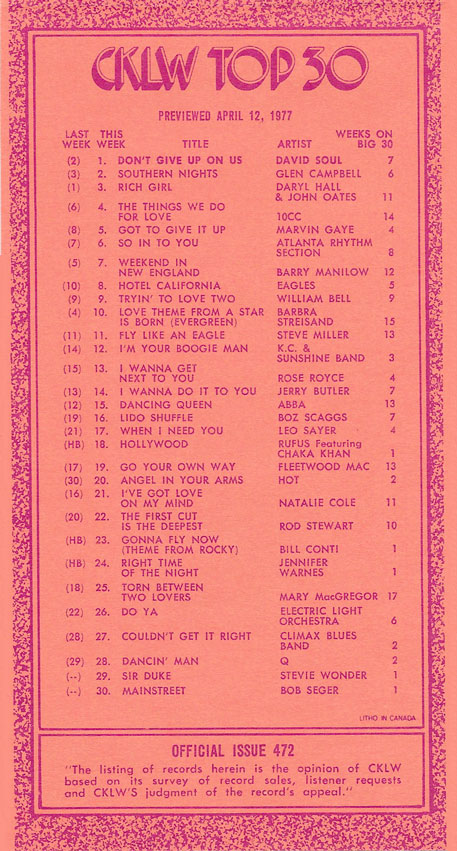 CKLW TOP 30
PREVIEWED APRIL 12, 1977
LAST THIS WEEKS ON
WEEK WEEK TITLE ARTIST BIG 30
(2) 1. DON'T GIVE UP ON US DAVID SOUL 7
(3) 2. SOUTHERN NIGHTS GLEN CAMPBELL 6
(1) 3. RICH GIRL DARYL HALL
& JOHN OATES 11
(6) 4. THE THINGS WE DO
FOR LOVE 10CC 14
(8) 5. GOT TO GIVE IT UP MARVIN GAYE 4
(7) 6. SO IN TO YOU ATLANTA RHYTHM
SECTION 8
(5) 7. WEEKEND IN
NEW ENGLAND BARRY MANILOW 12
(10) 8. HOTEL CALIFORNIA EAGLES 5
(9) 9. TRYIN' TO LOVE TWO WILLIAM BELL 9
(4) 10. LOVE THEME FROM A STAR BARBRA
IS BORN (EVERGREEN) STREISAND 15
(11) 11. FLY LIKE AN EAGLE STEVE MILLER 13
(14) 12. I'M YOUR BOOGIE MAN K.C. &
SUNSHINE BAND 3
(15) 13. I WANNA GET
NEXT TO YOU ROSE ROYCE 4
(13) 14. I WANNA DO IT TO YOU JERRY BUTLER 7
(12) 15. DANCING QUEEN ABBA 13
(19) 16. LIDO SHUFFLE BOZ SCAGGS 7
(21) 17. WHEN I NEED YOU LEO SAYER 4
(HB) 18. HOLLYWOOD RUFUS Featuring
CHAKA KHAN 1
(17) 19. GO YOUR OWN WAY FLEETWOOD MAC 13
(30) 20. ANGEL IN YOUR ARMS HOT 2
(16) 21. I'VE GOT LOVE
ON MY MIND NATALIE COLE 11
(20) 22. THE FIRST CUT
IS THE DEEPEST ROD STEWART 10
(HB) 23. GONNA FLY NOW
(THEME FROM ROCKY) BILL CONTI 1
(HB) 24. RIGHT TIME JENNIFER
OF THE NIGHT WARNES 1
(18) 25. TORN BETWEEN
TWO LOVERS MARY MacGREGOR 17
(22) 26. DO YA ELECTRIC LIGHT
ORCHESTRA 6
(28) 27. COULDN'T GET IT RIGHT CLIMAX BLUES
BAND 2
(29) 28. DANCIN' MAN Q 2
(--) 29. SIR DUKE STEVIE WONDER 1
(--) 30. MAINSTREET BOB SEGER 1
LITHO IN CANADA
OFFICIAL ISSUE 472
"The listing of records herein is the opinion of CKLW
based on its survey of record sales, listener requests
and CKLW'S judgment of the record's appeal."